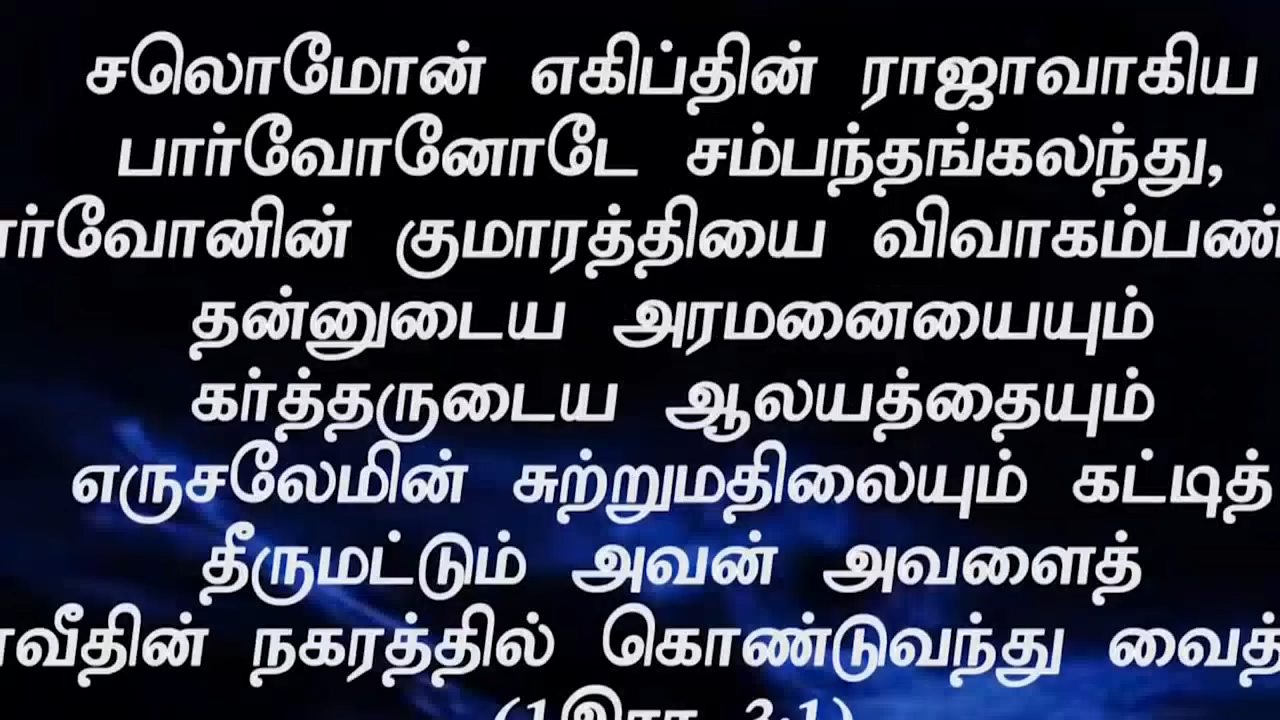 சலொமோன் எகிப்தின் ராஜாவாகிய
பார்வோனோடே சம்பந்தங்கலந்து,
ார்வோனின் குமாரத்தியை விவாகம்பண்
தன்னுடைய அரமனையையும்
கர்த்தருடைய ஆலயத்தையும்
எருசலேமின் சுற்றுமதிலையும் கட்டித்
தீருமட்டும் அவன் அவளைத்
ாவீதின் நகரத்தில் கொண்டுவந்து வைத்
(1இரா 3:1)